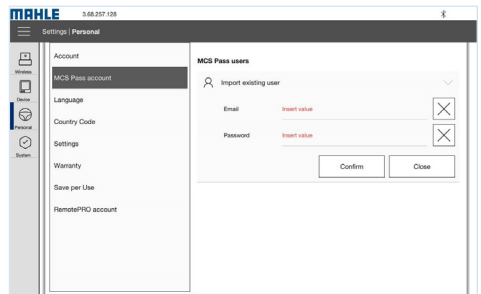 MAHLE 3.68.257.128
Settings | Personal
Wireless
Device
Personal
System
Account
MCS Pass account
Language
Country Code
Settings
Warranty
Save per Use
RemotePRO account
MCS Pass users
Import existing user
Email Insert value
Password Insert value
Confirm Close